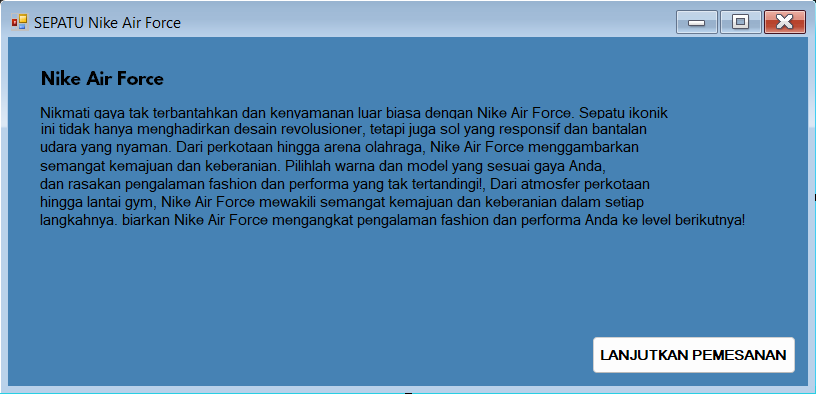 SEPATU Nike Air Force
Nike Air Force
Nikmati gaya tak terbantahkan dan kenyamanan luar biasa dengan Nike Air Force. Sepatu ikonik
ini tidak hanya menghadirkan desain revolusioner, tetapi juga sol yang responsif dan bantalan
udara yang nyaman. Dari perkotaan hingga arena olahraga, Nike Air Force menggambarkan
semangat kemajuan dan keberanian. Pilihlah warna dan model yang sesuai gaya Anda,
dan rasakan pengalaman fashion dan performa yang tak tertandingi!, Dari atmosfer perkotaan
hingga lantai gym, Nike Air Force mewakili semangat kemajuan dan keberanian dalam setiap
langkahnya. biarkan Nike Air Force mengangkat pengalaman fashion dan performa Anda ke level berikutnya!
LANJUTKAN PEMESANAN